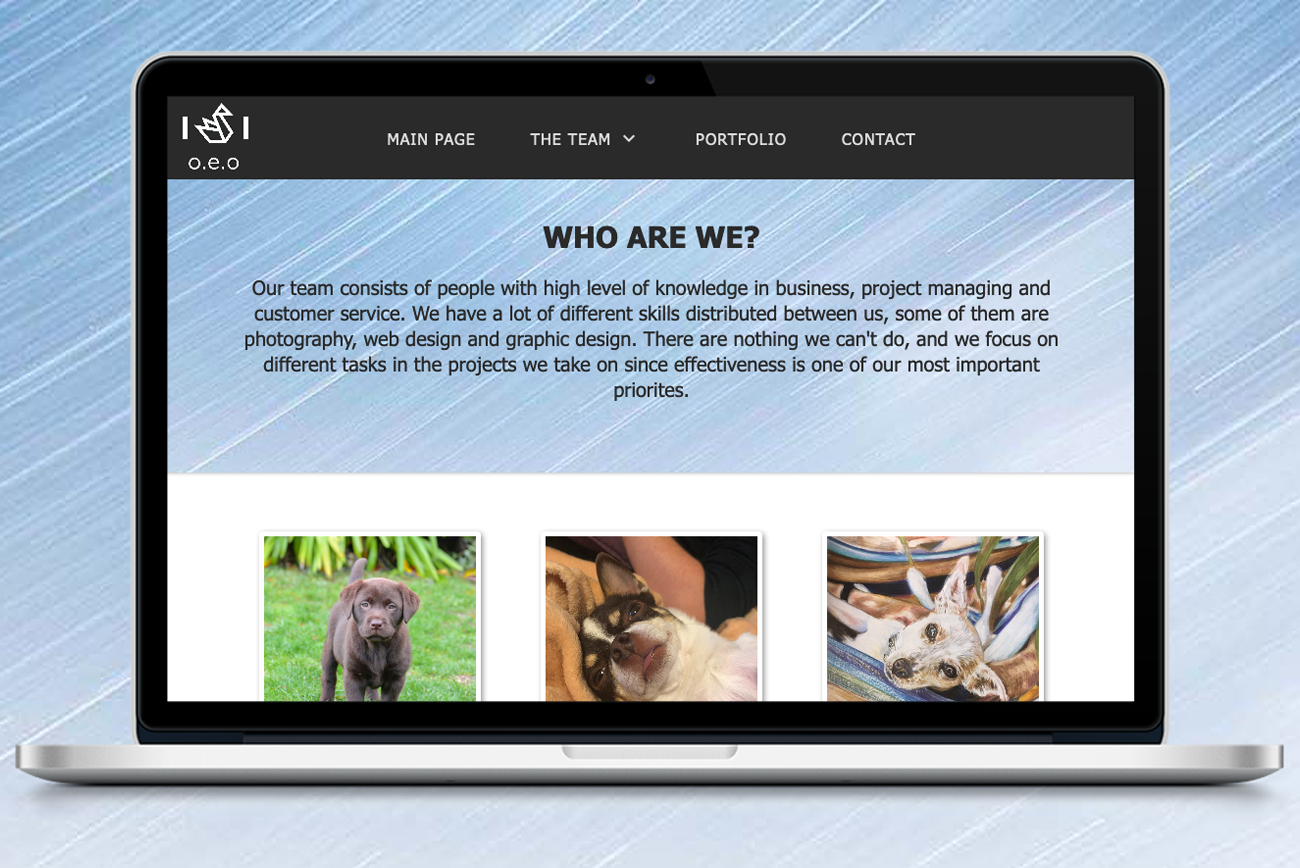 o.e.o
MAIN PAGE THE TEAM PORTFOLIO CONTACT
WHO ARE WE?
Our team consists of people with high level of knowledge in business, project managing and
customer service. We have a lot of different skills distributed between us, some of them are
photography, web design and graphic design. There are nothing we can't do, and we focus on
different tasks in the projects we take on since effectiveness is one of our most important
priorites.